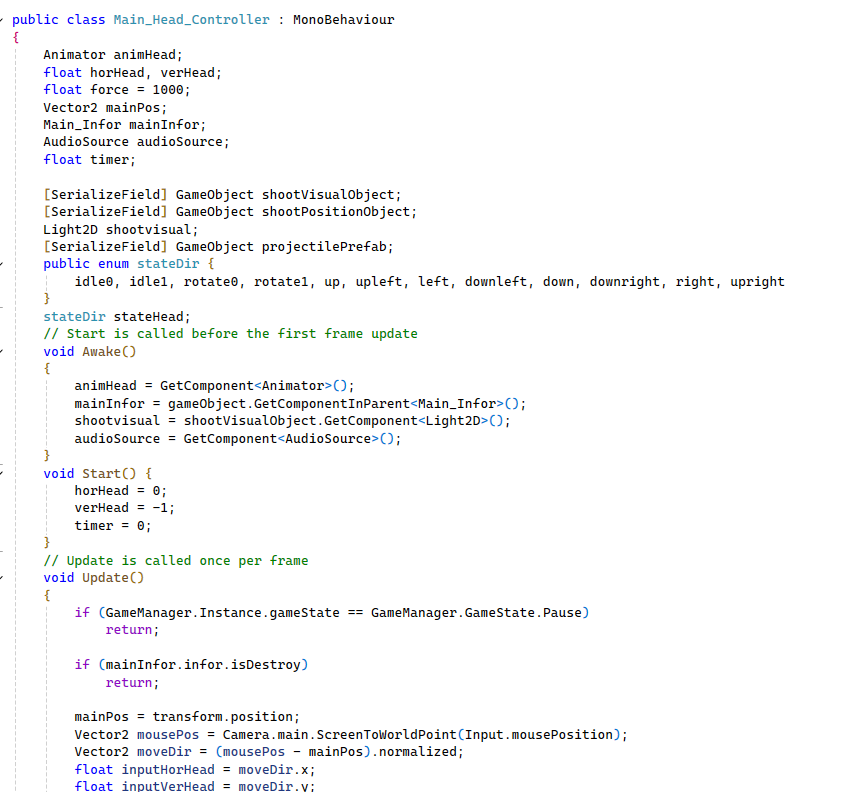 public class Main_Head_Controller : MonoBehaviour
{
    Animator animHead;
    float horHead, verHead;
    float force = 1000;
    Vector2 mainPos;
    Main_Infor mainInfor;
    AudioSource audioSource;
    float timer;

    [SerializeField] GameObject shootVisualObject;
    [SerializeField] GameObject shootPositionObject;
    Light2D shootvisual;
    [SerializeField] GameObject projectilePrefab;
    public enum stateDir {
        idle0, idle1, rotate0, rotate1, up, upleft, left, downleft, down, downright, right, upright
    }
    stateDir stateHead;
    // Start is called before the first frame update
    void Awake()
    {
        animHead = GetComponent<Animator>();
        mainInfor = gameObject.GetComponentInParent<Main_Infor>();
        shootvisual = shootVisualObject.GetComponent<Light2D>();
        audioSource = GetComponent<AudioSource>();
    }
    void Start() {
        horHead = 0;
        verHead = -1;
        timer = 0;
    }
    // Update is called once per frame
    void Update()
    {
        if (GameManager.Instance.gameState == GameManager.GameState.Pause)
            return;

        if (mainInfor.infor.isDestroy)
            return;

        mainPos = transform.position;
        Vector2 mousePos = Camera.main.ScreenToWorldPoint(Input.mousePosition);
        Vector2 moveDir = (mousePos - mainPos).normalized;
        float inputHorHead = moveDir.x;
        float inputVerHead = moveDir.y;